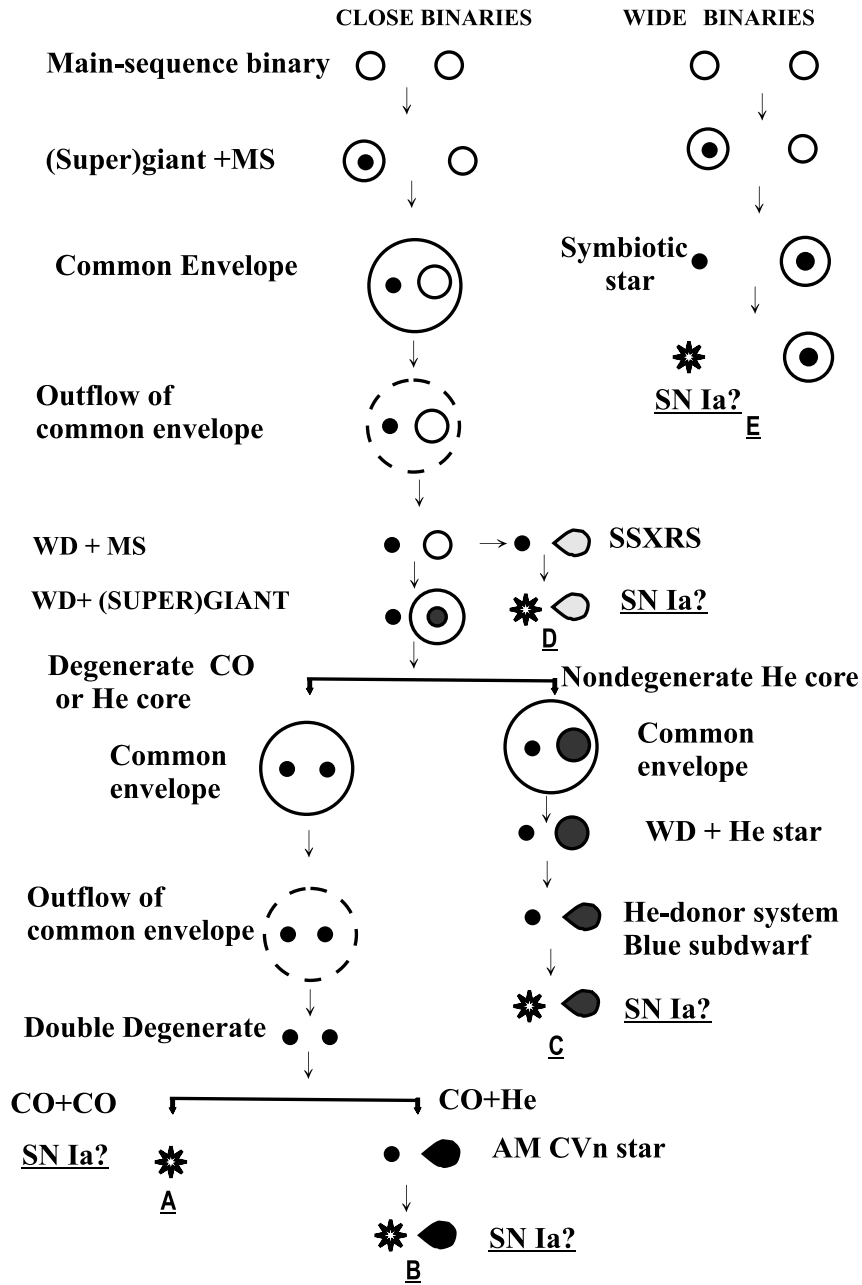 CLOSE BINARIES
WIDE BINARIES
Main-sequence binary
(Super)giant +MS
Common Envelope
Symbiotic
star
SN Ia?
E
Outflow of
common envelope
WD + MS
SSXRS
WD+ (SUPER)GIANT
SN Ia?
D
Degenerate CO
or He core
Nondegenerate He core
Common
envelope
Common
envelope
WD + He star
Outflow of
common envelope
He-donor system
Blue subdwarf
SN Ia?
C
Double Degenerate
CO+CO
CO+He
SN Ia?
A
AM CVn star
SN Ia?
B